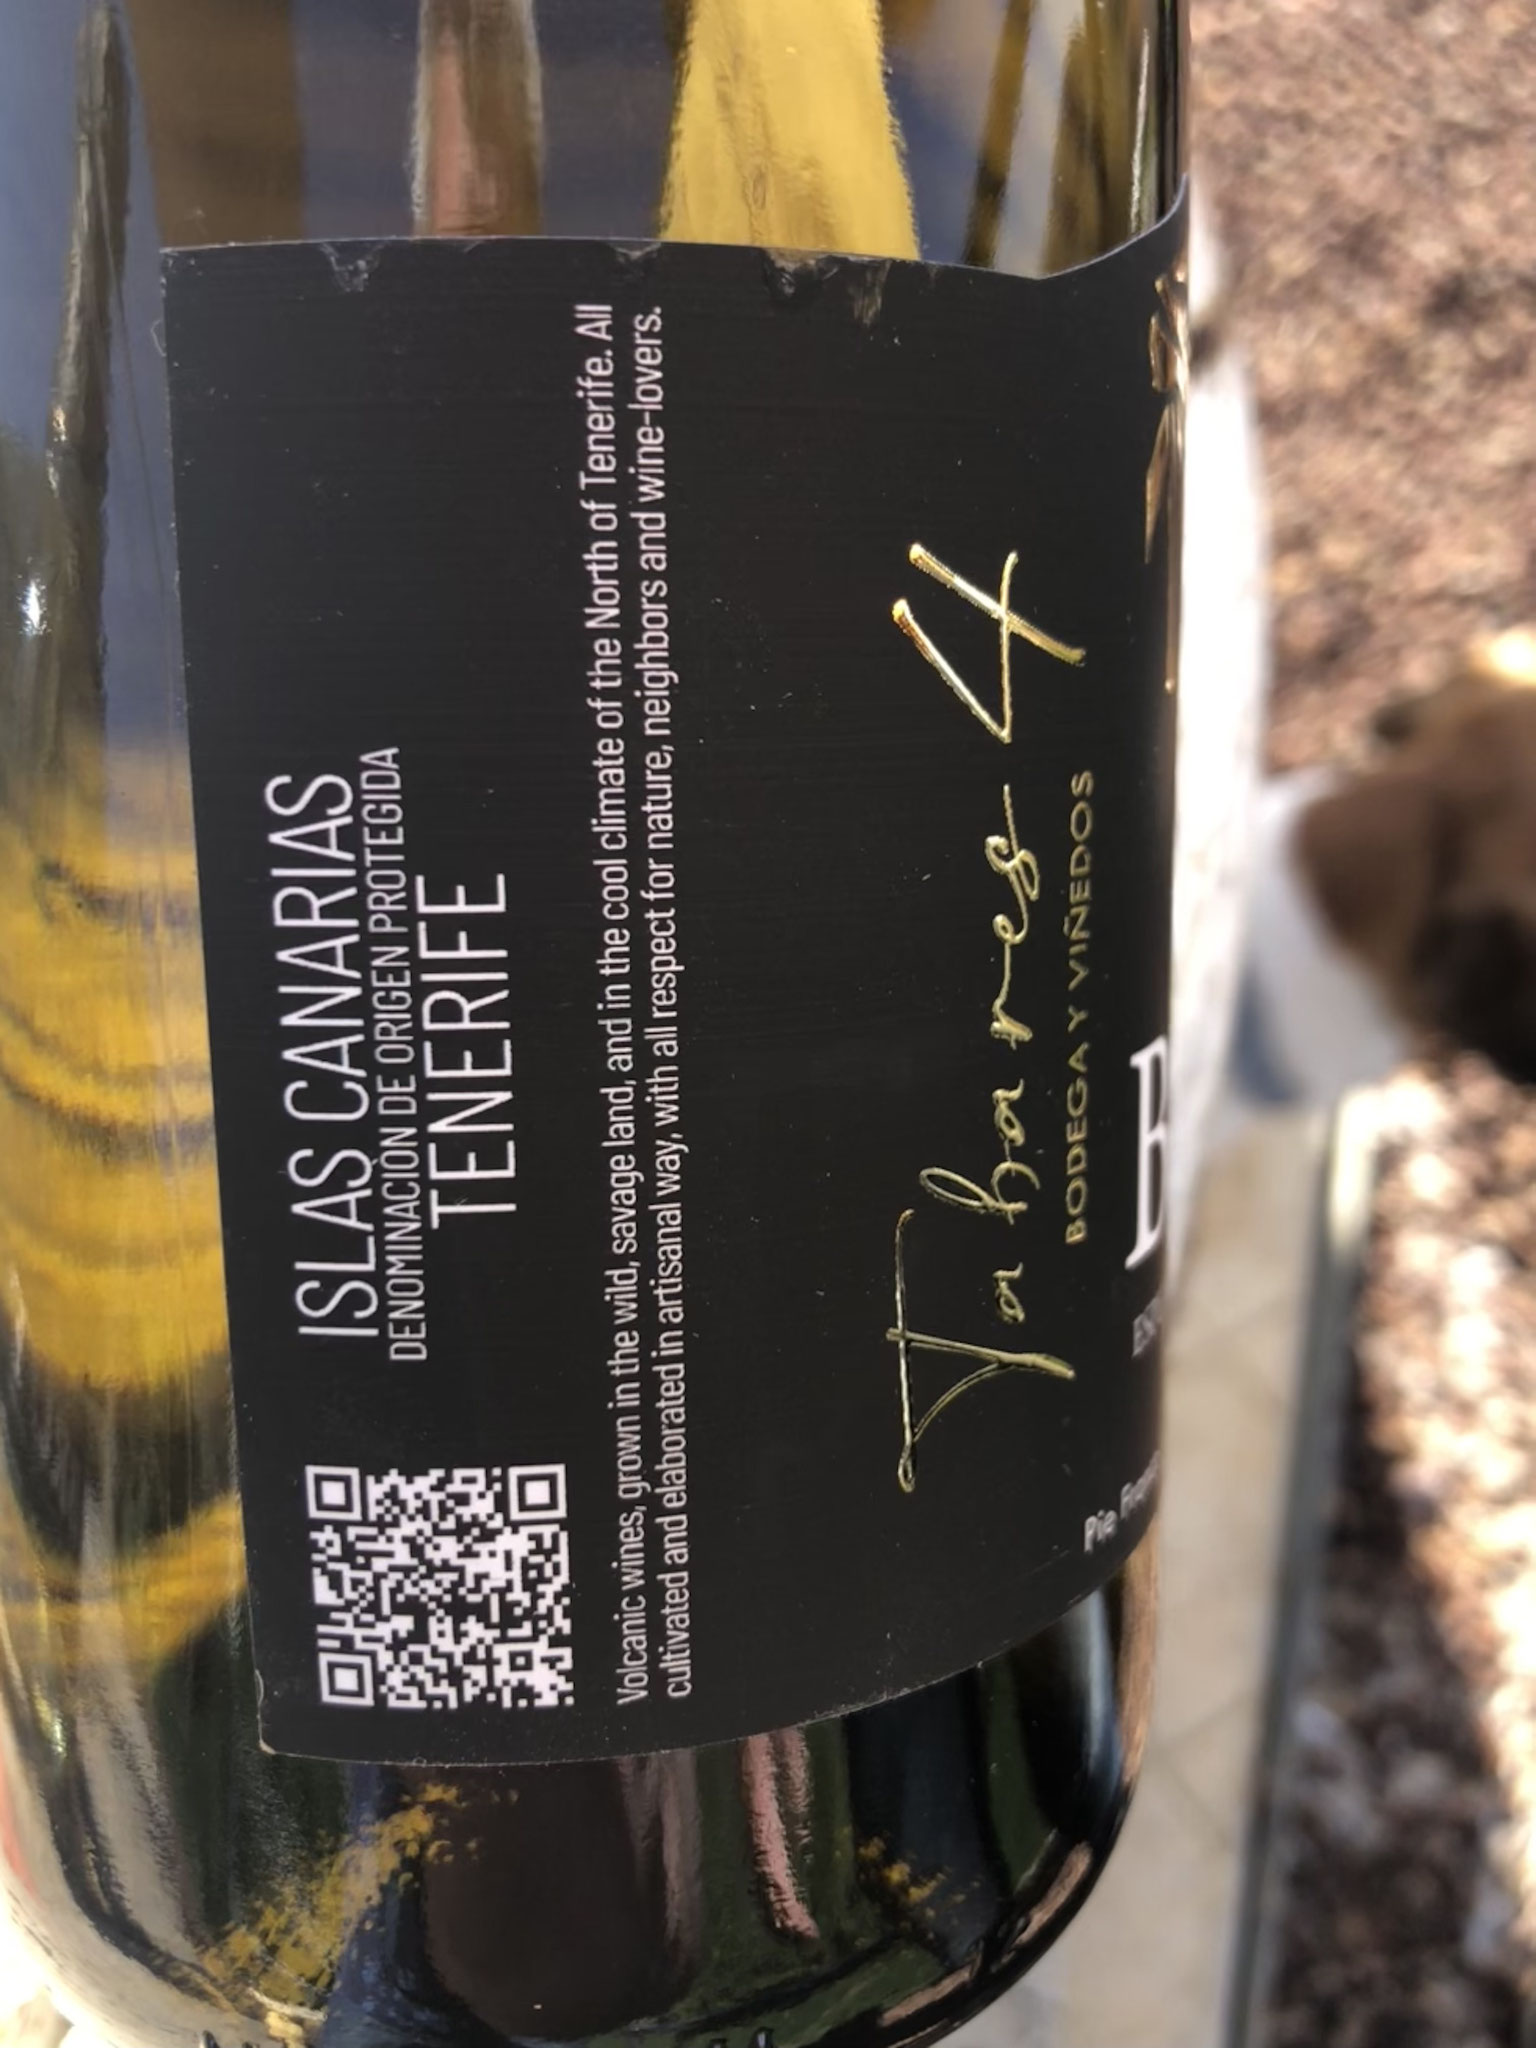 ISLAS CANARIAS
DENOMINACIÓN DE ORIGEN PROTEGIDA
TENERIFE
Volcanic wines, grown in the wild, savage land, and in the cool climate of the North of Tenerife. All
cultivated and elaborated in artisanal way, with all respect for nature, neighbors and wine-lovers.
Tabares 4
BODEGA Y VIÑEDOS
B
Pie